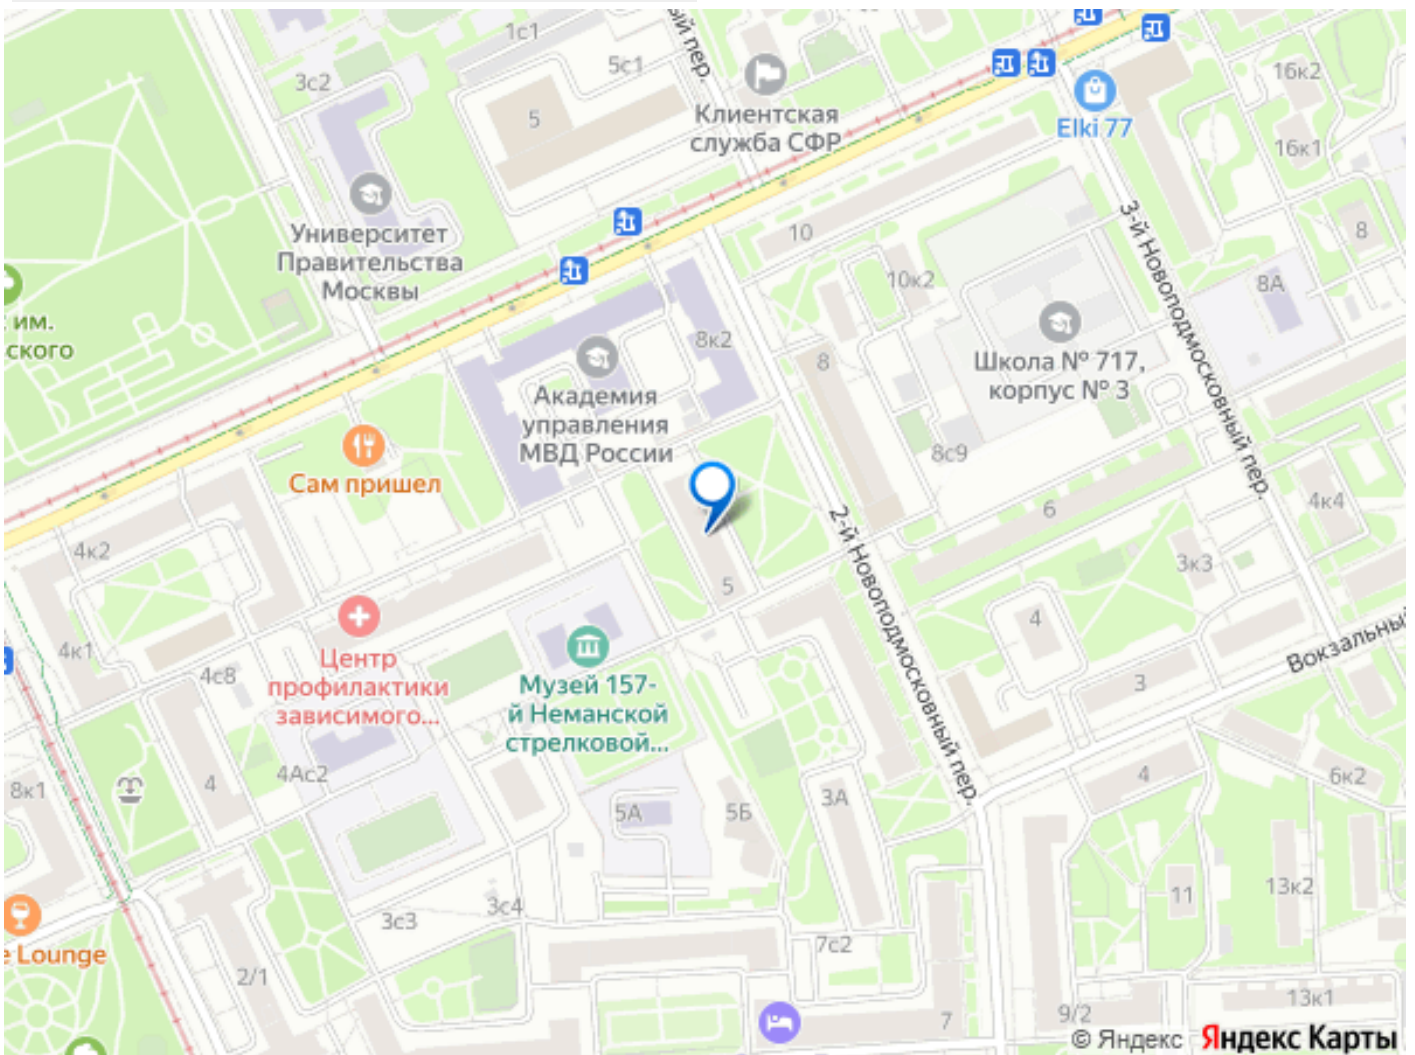 1с1
ый пер.
3с2
5с1
5
Клиентская
служба СФР
Elki 77
16к2
16к1
Университет
Правительства
Москвы
10
10к2
8
8А
3-й Новоподмосковный пер.
им.
ского
8к2
8
Школа № 717,
корпус № 3
Академия
управления
МВД России
8с9
Сам пришел
4к2
2-й Новоподмосковный пер.
6
4к4
3к3
5
4
4к1
4с8
Центр
профилактики
зависимого...
Музей 157-
й Неманской
стрелковой...
Вокзальный
3
4
6к2
8к1
4
4Ас2
5А
5Б
3А
11
13к2
3с3
3с4
e Lounge
2/1
7с2
7
9/2
13к1
© Яндекс Яндекс Карты